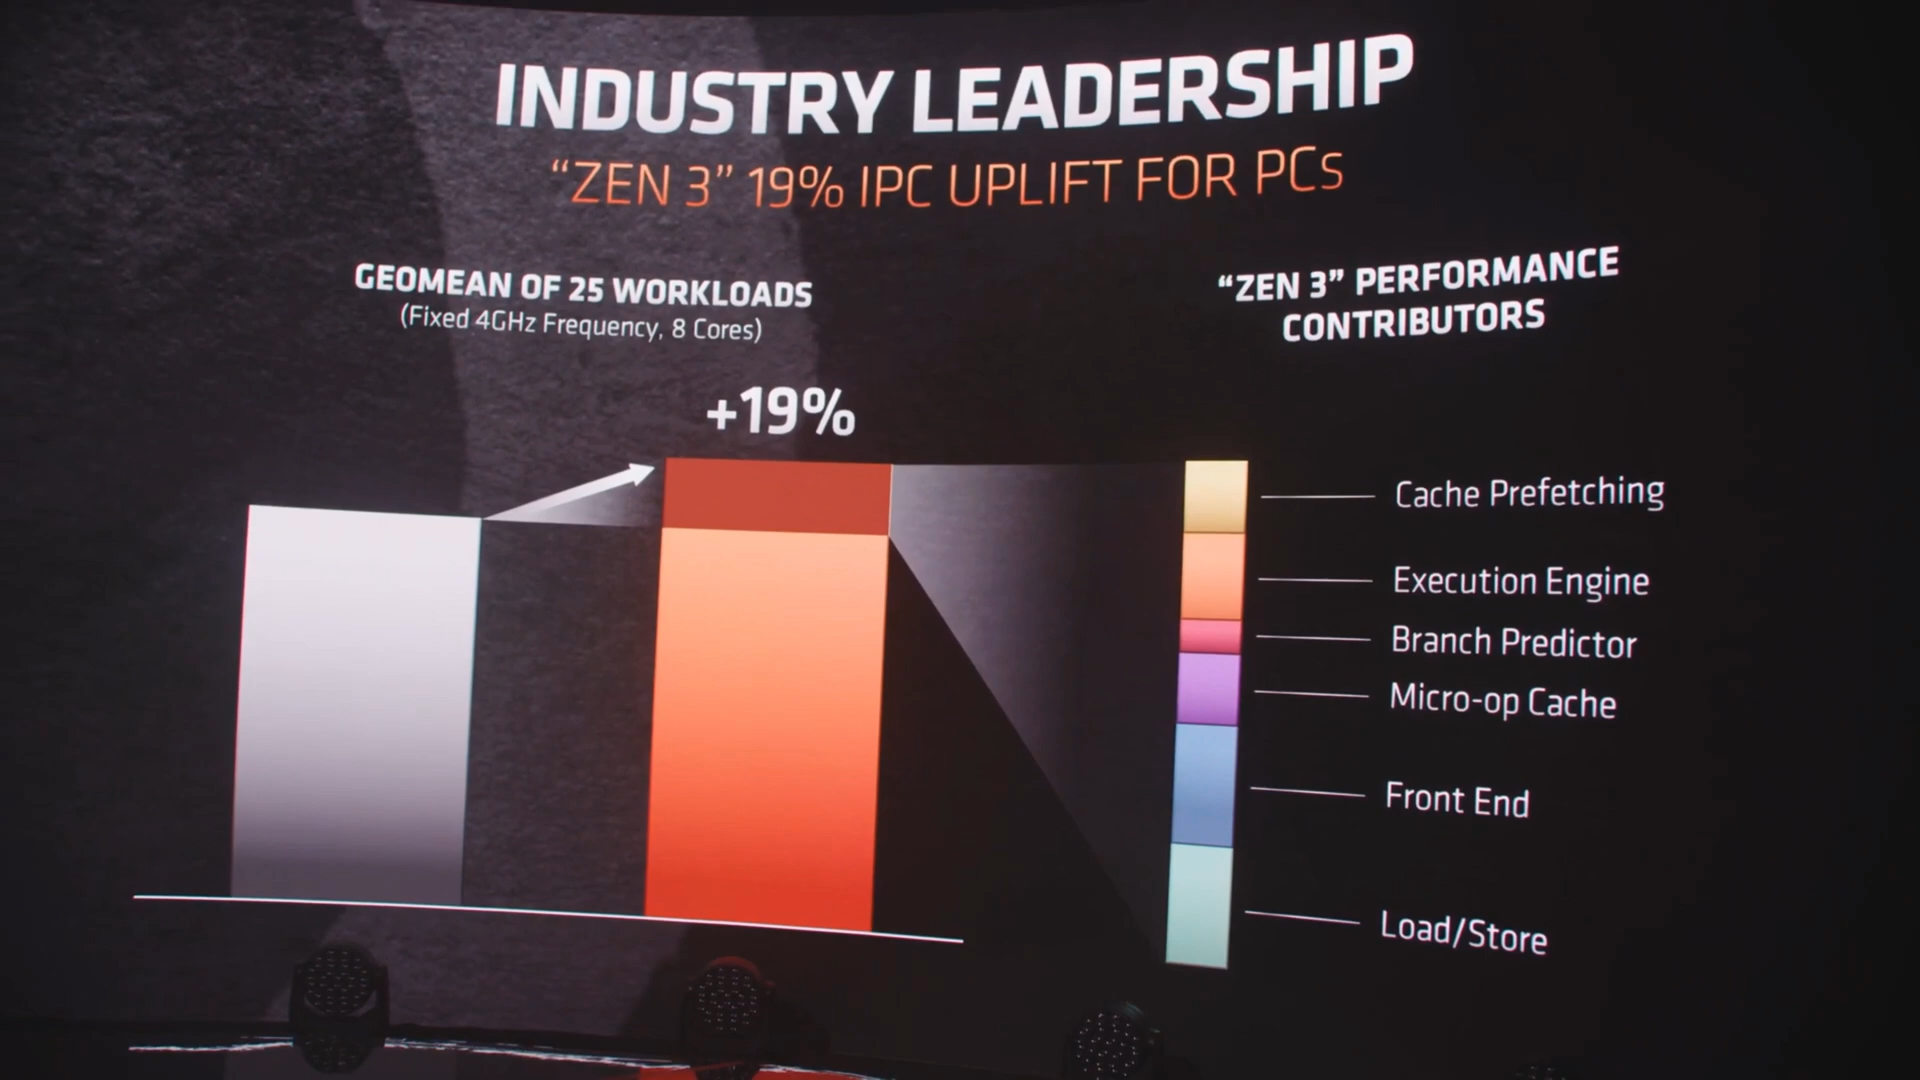 INDUSTRY LEADERSHIP
“ZEN 3” 19% IPC UPLIFT FOR PCs
GEOMEAN OF 25 WORKLOADS
(Fixed 4GHz Frequency, 8 Cores)
+19%
“ZEN 3” PERFORMANCE
CONTRIBUTORS
Cache Prefetching
Execution Engine
Branch Predictor
Micro-op Cache
Front End
Load/Store